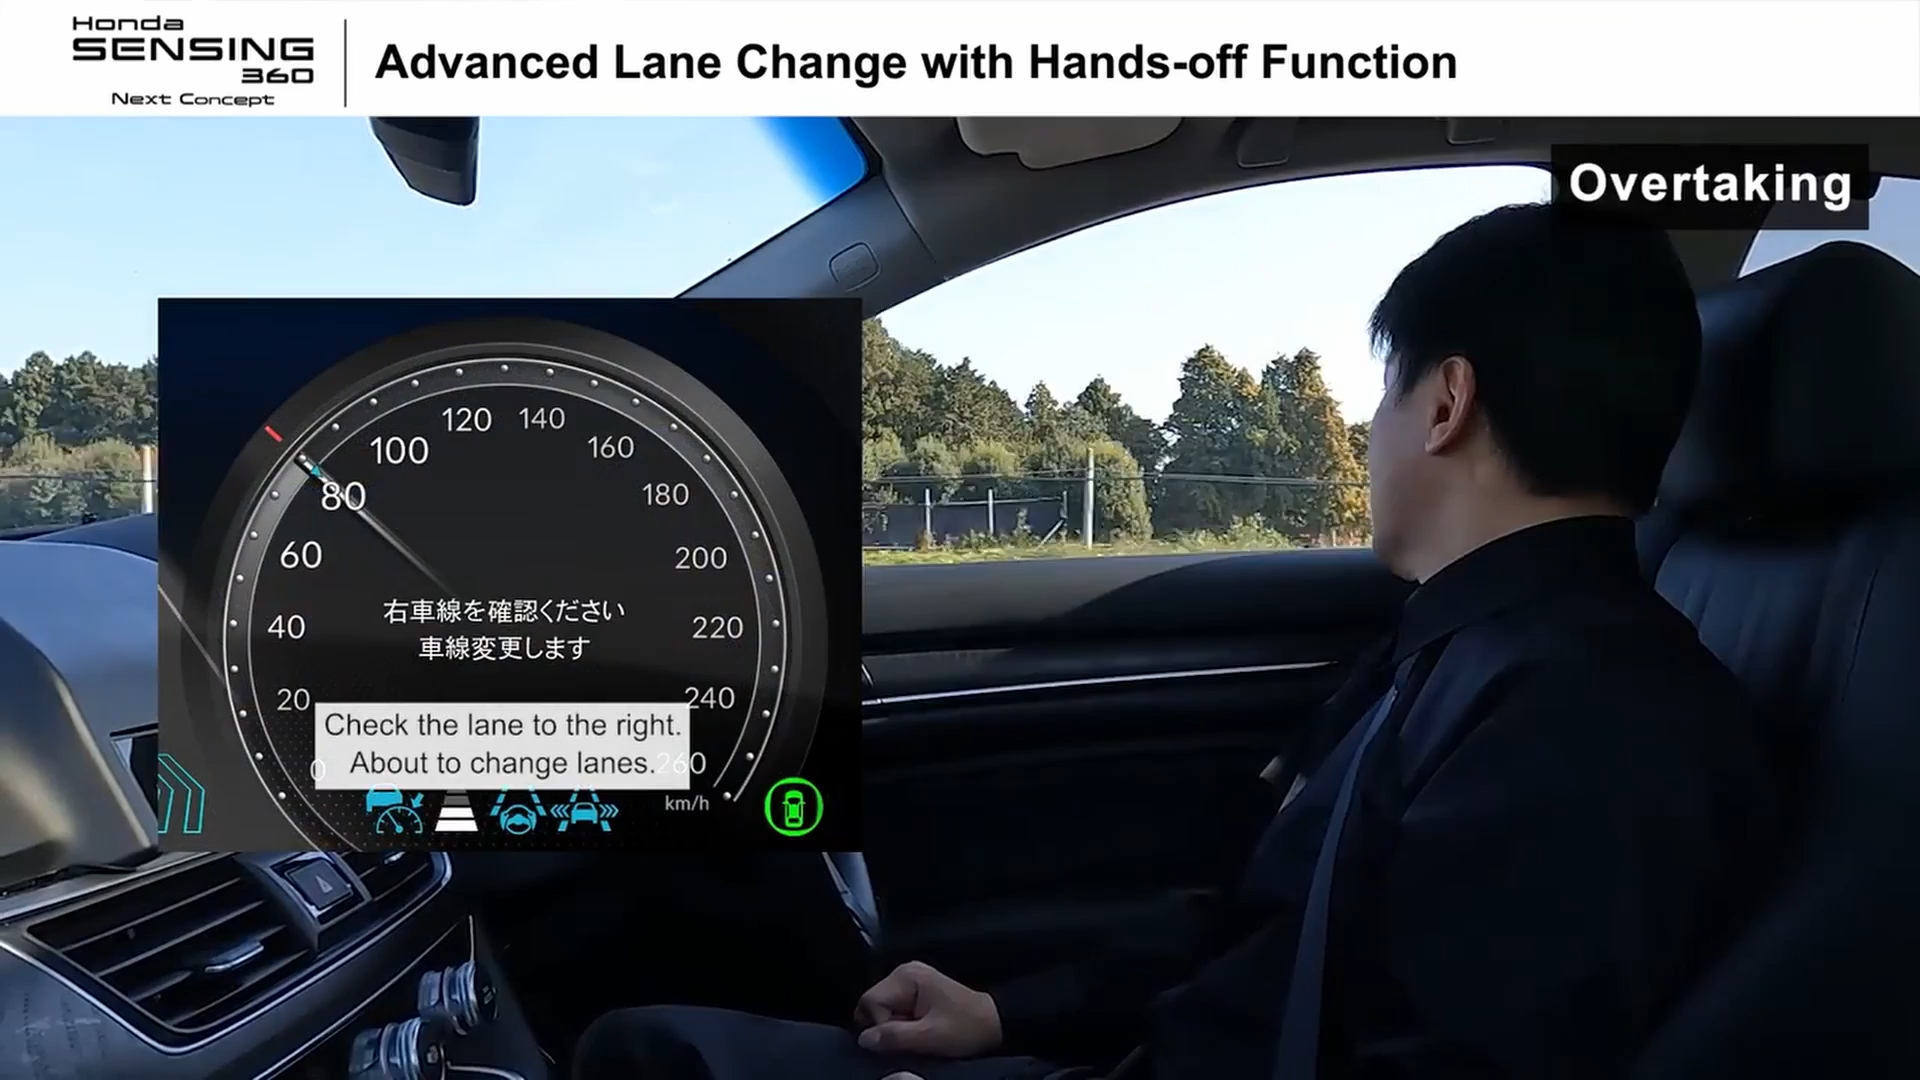 Honda
SENSING
360
Next Concept
Advanced Lane Change with Hands-off Function
Overtaking
120 140
100 160
80 180
60 200
右車線を確認ください
40 220
車線変更します
20 240
Check the lane to the right.
About to change lanes.
0 260
km/h